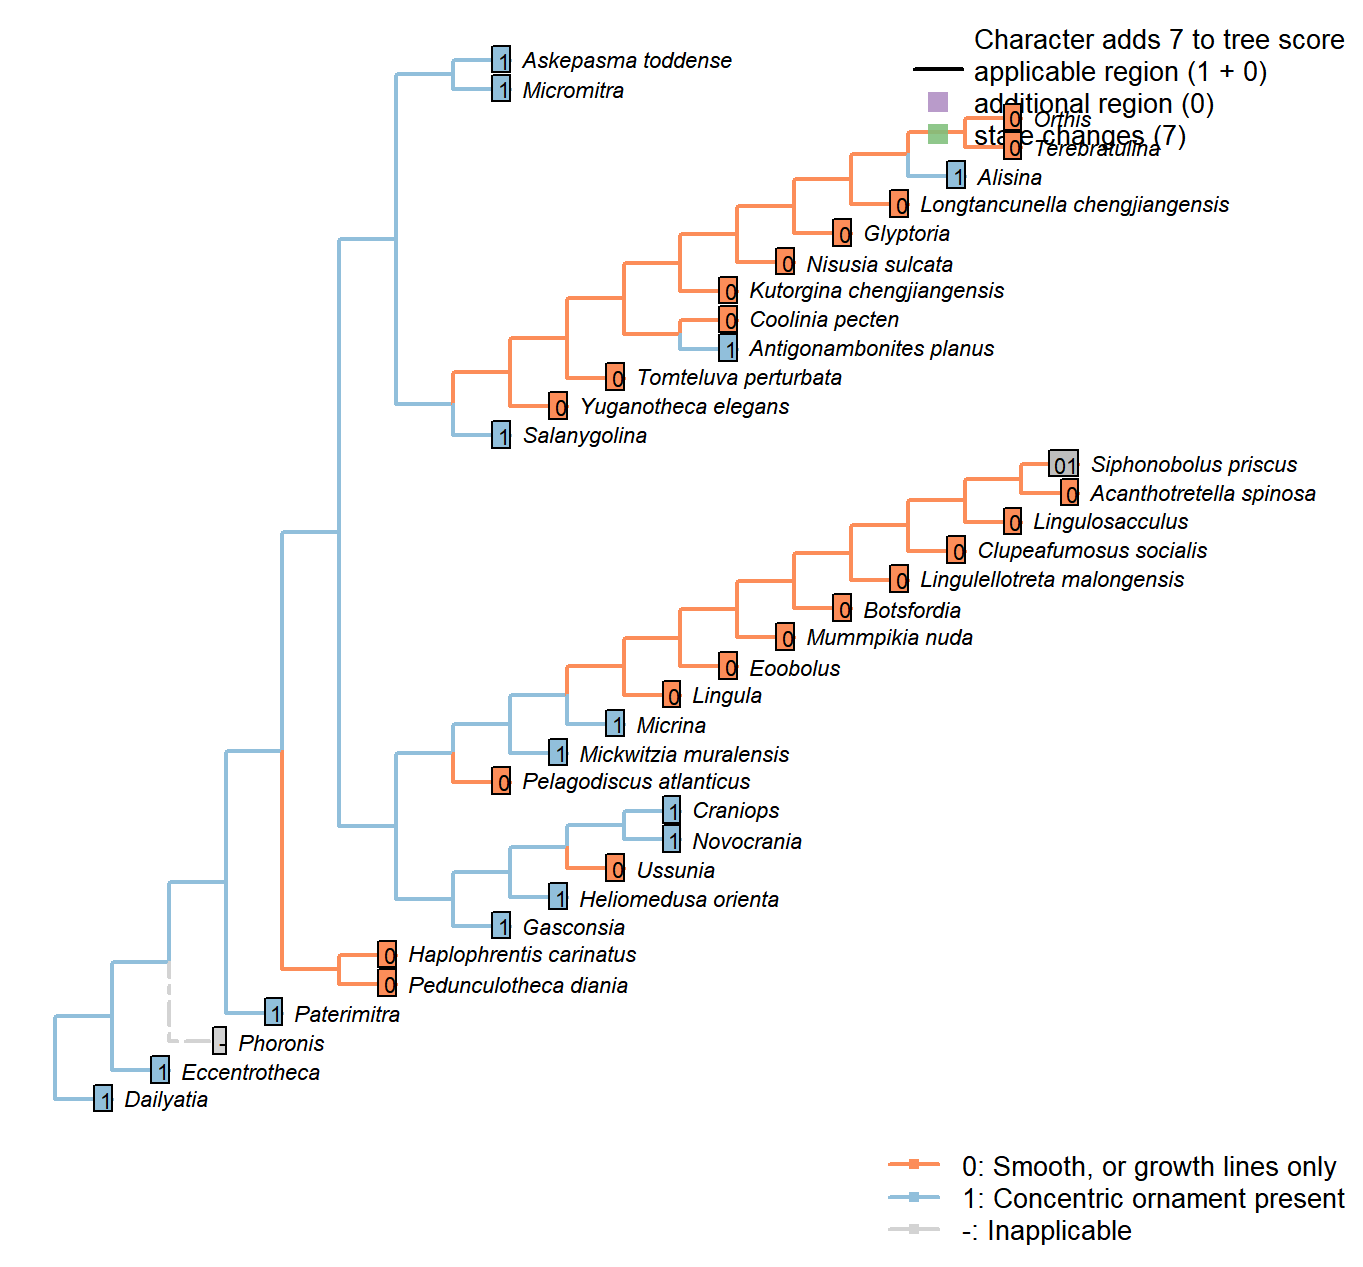 Character adds 7 to tree score
applicable region (1 + 0)
additional region (0)
state changes (7)
1 Askepasma toddense
1 Micromitra
0 Orthis
0 Terebratulina
1 Alisina
0 Longtancunella chengjiangensis
0 Glyptoria
0 Nisusia sulcata
0 Kutorgina chengjiangensis
0 Coolinia pecten
1 Antigonambonites planus
0 Tomteluva perturbata
0 Yuganotheca elegans
1 Salanygolina
01 Siphonobolus priscus
0 Acanthotretella spinosa
0 Lingulosacculus
0 Clupeafumosus socialis
0 Lingulellotreta malongensis
0 Botsfordia
0 Mummpikia nuda
0 Eoobolus
0 Lingula
1 Micrina
1 Mickwitzia muralensis
0 Pelagodiscus atlanticus
1 Craniops
1 Novocrania
0 Ussunia
1 Heliomedusa orienta
1 Gasconsia
0 Haplophrentis carinatus
0 Pedunculotheca diania
1 Paterimitra
- Phoronis
1 Eccentrotheca
1 Dailyatia
0: Smooth, or growth lines only
1: Concentric ornament present
-: Inapplicable